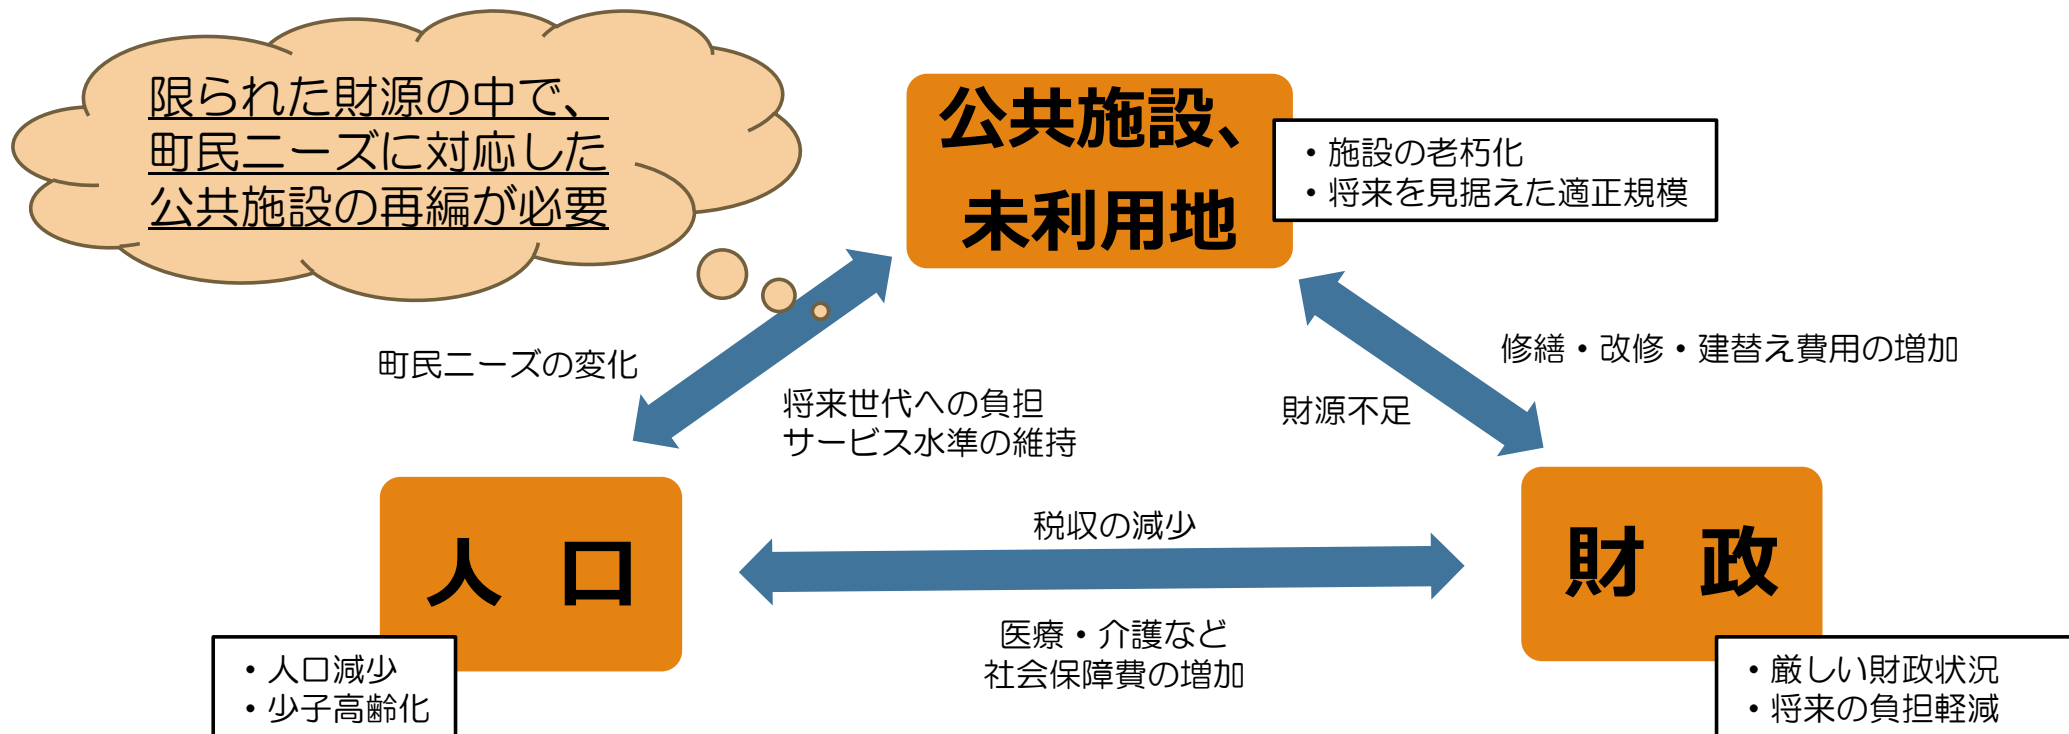 限られた財源の中で、
町民ニーズに対応した
公共施設の再編が必要
公共施設、
未利用地
・施設の老朽化
・将来を見据えた適正規模
町民ニーズの変化
将来世代への負担
サービス水準の維持
修繕・改修・建替え費用の増加
財源不足
人 口
・人口減少
・少子高齢化
税収の減少
医療・介護など
社会保障費の増加
財 政
・厳しい財政状況
・将来の負担軽減